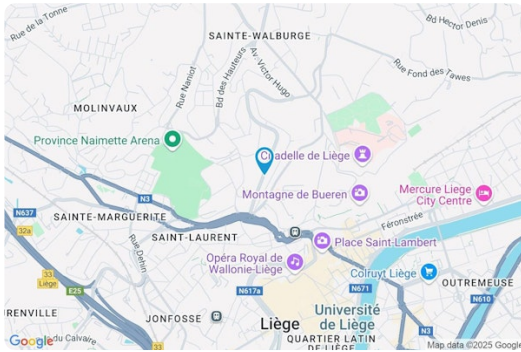 Rue de la Tonne
SAINTE-WALBURGE
Bd Hector Denis
Av. Victor Hugo
Bd des Hauteurs
Rue Naniot
Rue Fond des Tawes
MOLINVAUX
Province Naimette Arena
Citadelle de Liège
Montagne de Bueren
Mercure Liege
City Centre
N3
N637
SAINTE-MARGUERITE
32a
Féronstrée
SAINT-LAURENT
Place Saint-Lambert
Rue Dehin
Opéra Royal de
Wallonie-Liège
Colruyt Liège
33
Liège
E25
N617a
N671
OUTREMEUSE
N610
Université
de Liège
JONFOSSE
Liège
33
N3
QUARTIER LATIN
DE LIÈGE
Google
du Calvaire
Map data ©2025 Google